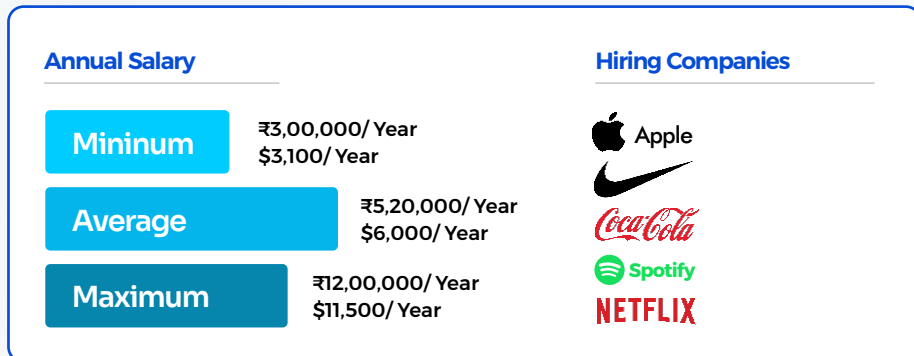 Annual Salary
Mininum
₹3,00,000/ Year
$3,100/ Year
Average
₹5,20,000/ Year
$6,000/ Year
Maximum
₹12,00,000/ Year
$11,500/ Year
Hiring Companies
Apple
Coca-Cola
Spotify
NETFLIX